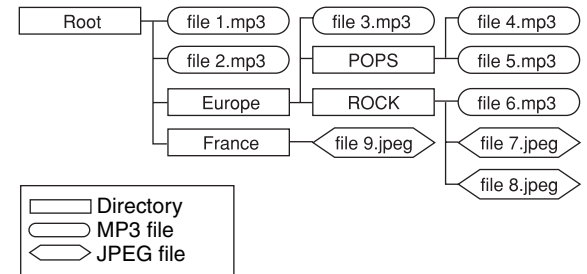 Root file 1.mp3 file 3.mp3 file 4.mp3
file 2.mp3 POPS file 5.mp3
Europe ROCK file 6.mp3
France file 9.jpeg file 7.jpeg
file 8.jpeg
Directory
MP3 file
JPEG file